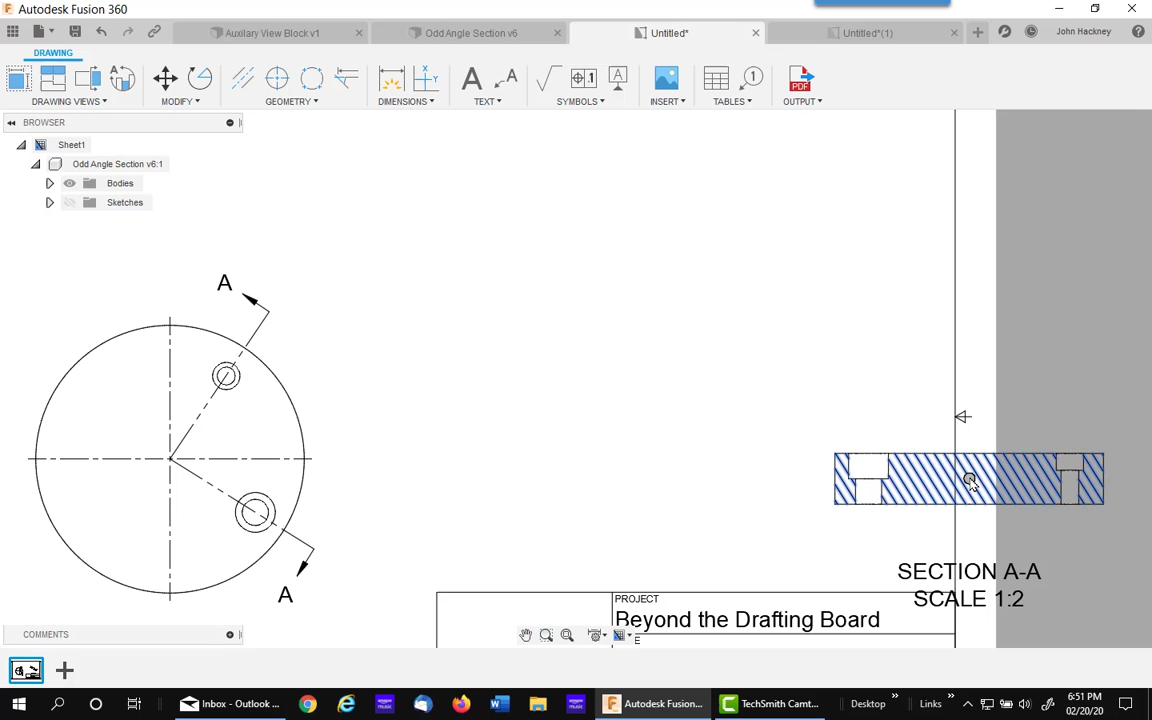 Autodesk Fusion 360
Auxilary View Block v1
Odd Angle Section v6
Untitled*
Untitled*(1)
John Hackney
DRAWING
DRAWING VIEWS
MODIFY
GEOMETRY
DIMENSIONS
TEXT
SYMBOLS
INSERT
TABLES
OUTPUT
PDF
BROWSER
Sheet1
Odd Angle Section v6:1
Bodies
Sketches
A
A
SECTION A-A
SCALE 1:2
PROJECT
Beyond the Drafting Board
E
COMMENTS
Inbox - Outlook ...
Autodesk Fusion...
TechSmith Camt...
Desktop
Links
6:51 PM
02/20/20